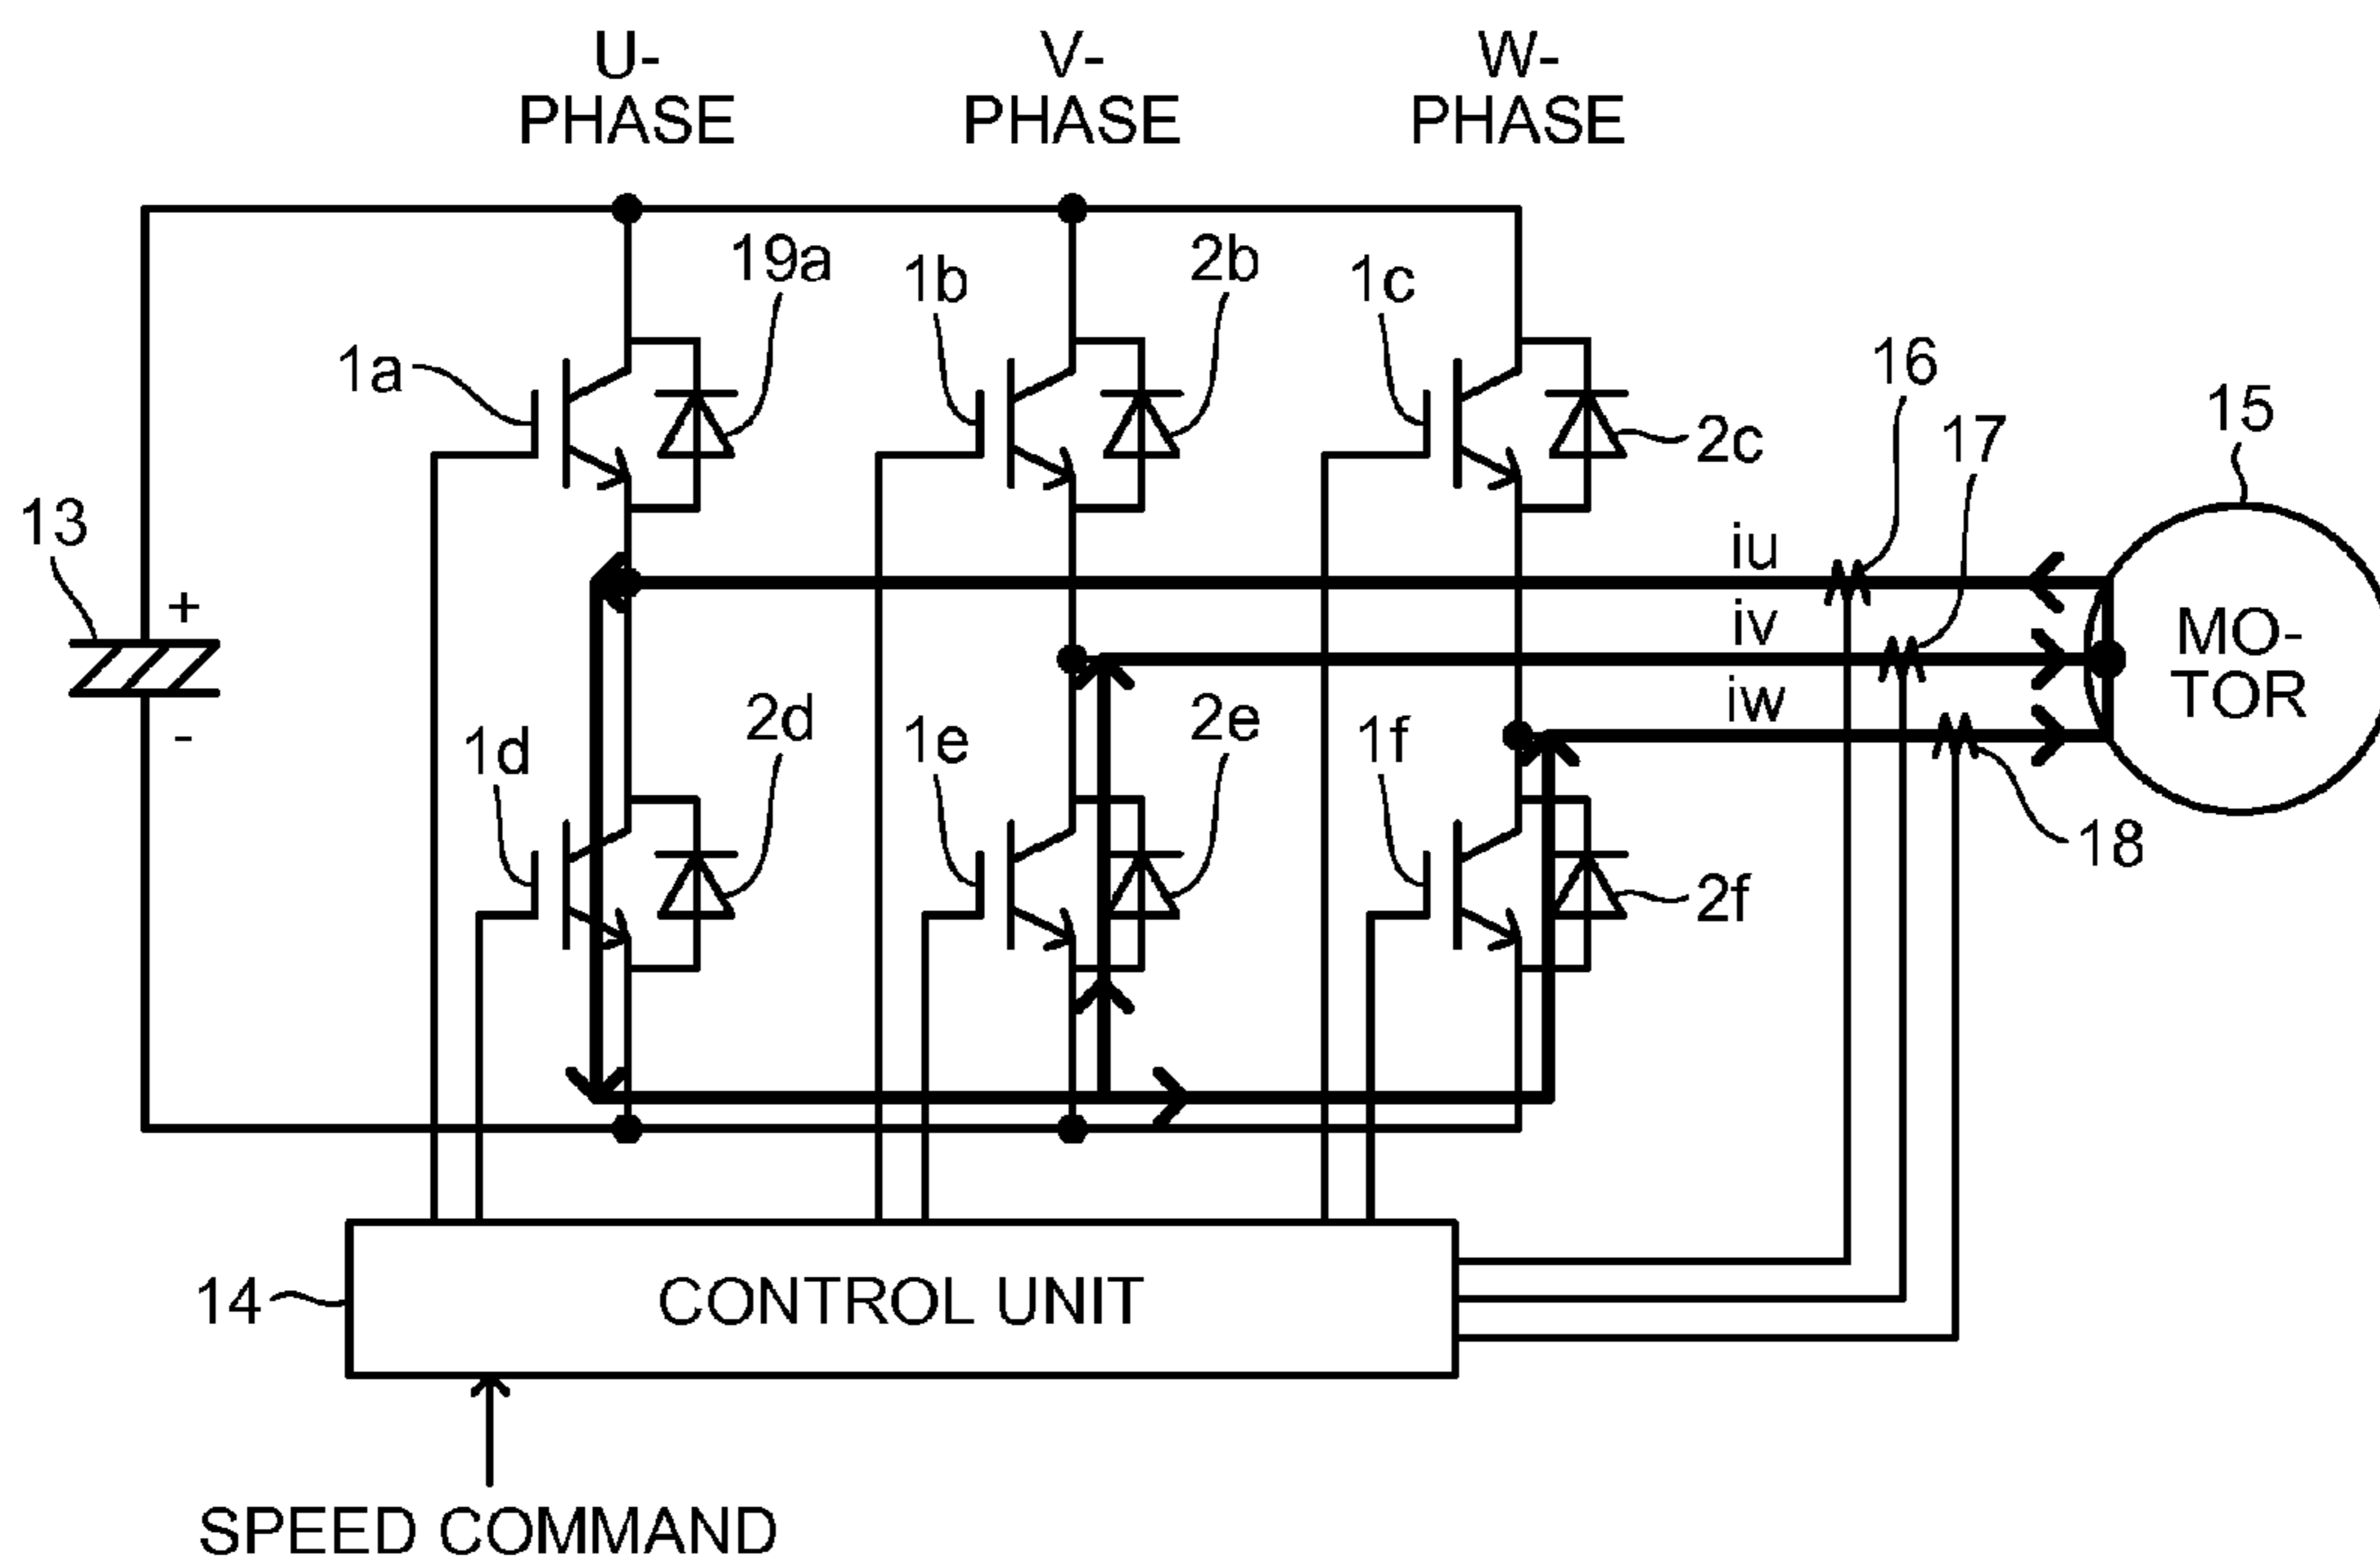 U-
PHASE
V-
PHASE
W-
PHASE
19a
1b
2b
1c
1a
16
2c
15
17
13
+
-
iu
iv
iw
MO-
TOR
1d
2d
1e
2e
1f
18
2f
14
CONTROL UNIT
SPEED COMMAND